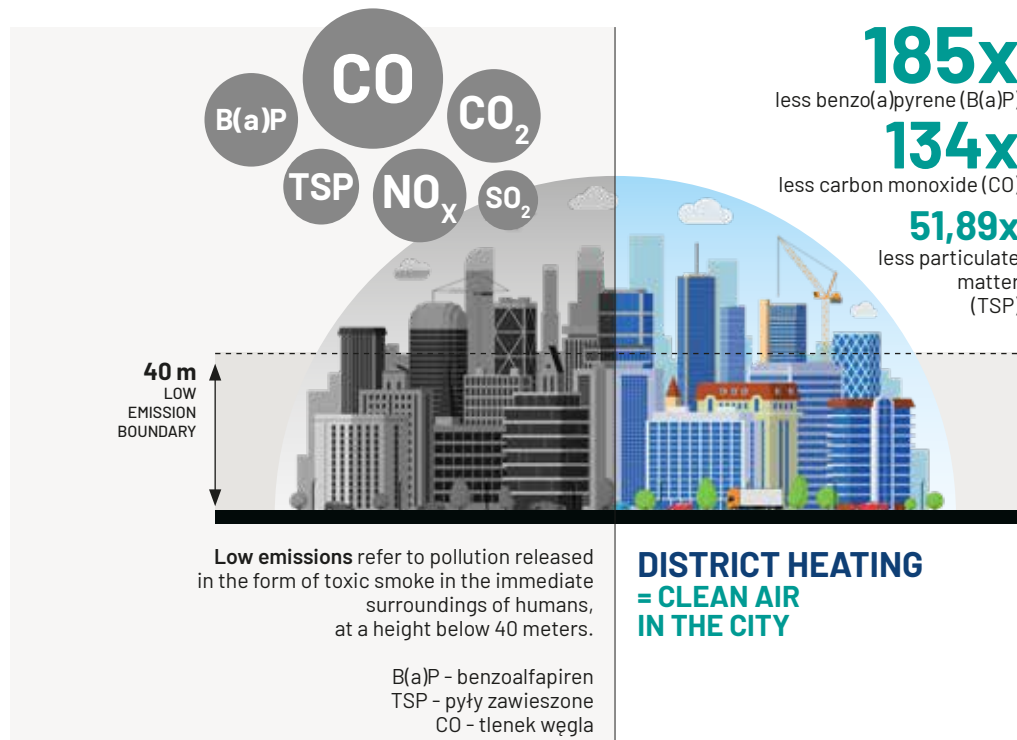 CO
B(a)P
CO2
TSP
NOX
SO2
185x
less benzo(a)pyrene (B(a)P)
134x
less carbon monoxide (CO)
51,89x
less particulate
matter
(TSP)
40 m
LOW
EMISSION
BOUNDARY
Low emissions refer to pollution released
in the form of toxic smoke in the immediate
surroundings of humans,
at a height below 40 meters.
B(a)P - benzoalfapiren
TSP - pyły zawieszone
CO - tlenek węgla
DISTRICT HEATING
= CLEAN AIR
IN THE CITY